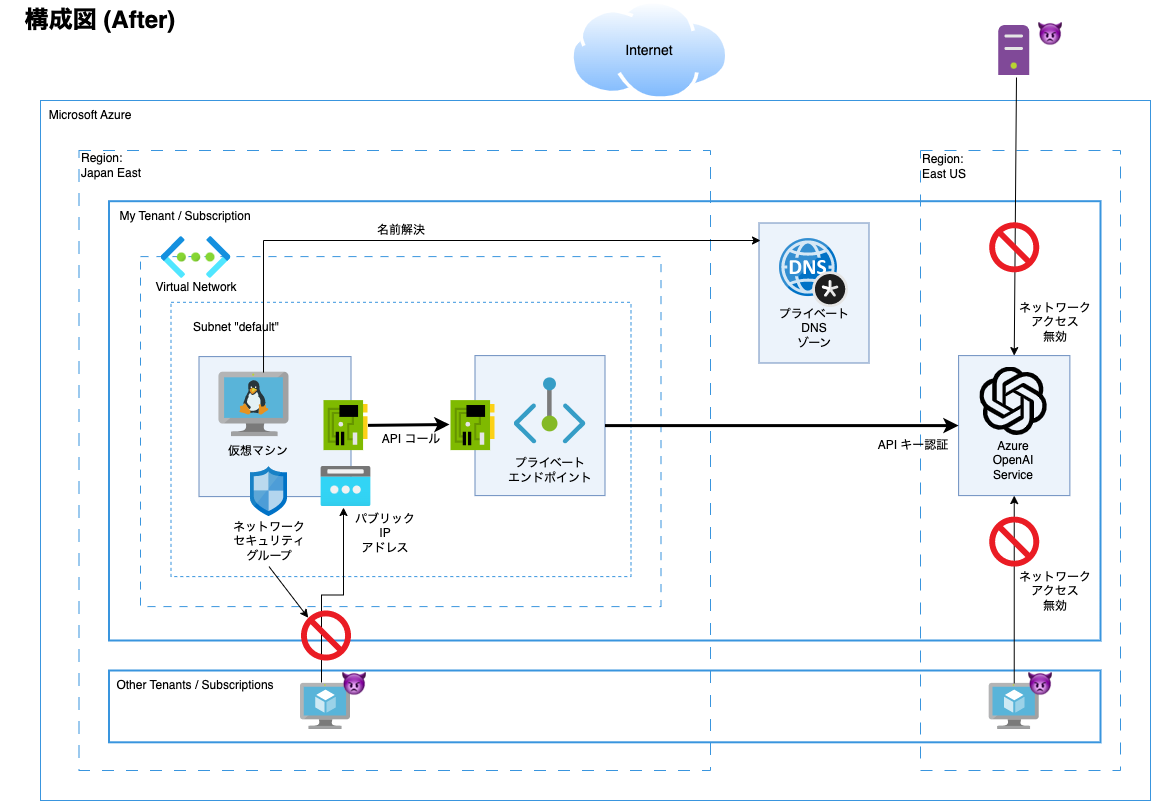 構成図 (After)
Internet
Microsoft Azure
Region:
Japan East
Region:
East US
My Tenant / Subscription
名前解決
Virtual Network
DNS
プライベート
DNS
ゾーン
Subnet "default"
ネットワーク
アクセス
無効
仮想マシン
API コール
プライベート
エンドポイント
API キー認証
Azure
OpenAI
Service
ネットワーク
セキュリティ
グループ
パブリック
IP
アドレス
ネットワーク
アクセス
無効
Other Tenants / Subscriptions